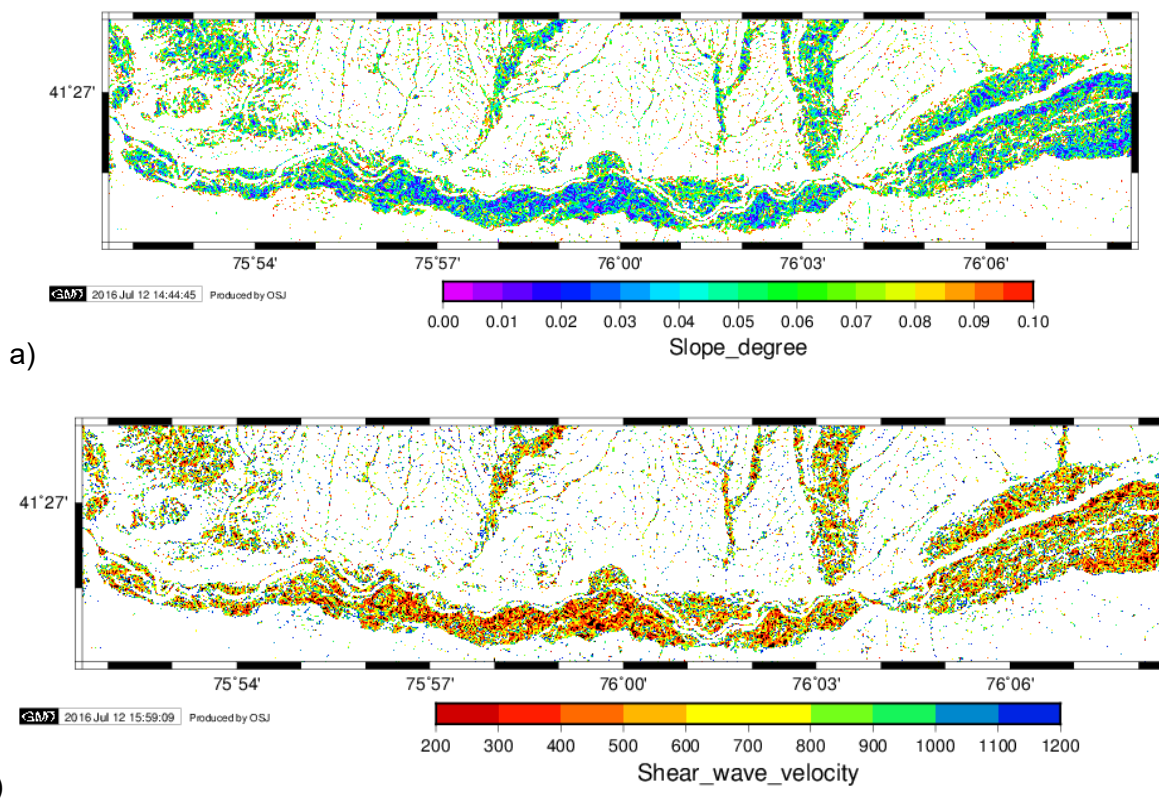 41°27'
75°54' 75°57' 76°00' 76°03' 76°06'
GMT 2016 Jul 12 14:44:45 Produced by OSJ
0.00 0.01 0.02 0.03 0.04 0.05 0.06 0.07 0.08 0.09 0.10
Slope_degree
a)
41°27'
75°54' 75°57' 76°00' 76°03' 76°06'
GMT 2016 Jul 12 15:59:09 Produced by OSJ
200 300 400 500 600 700 800 900 1000 1100 1200
Shear_wave_velocity
)